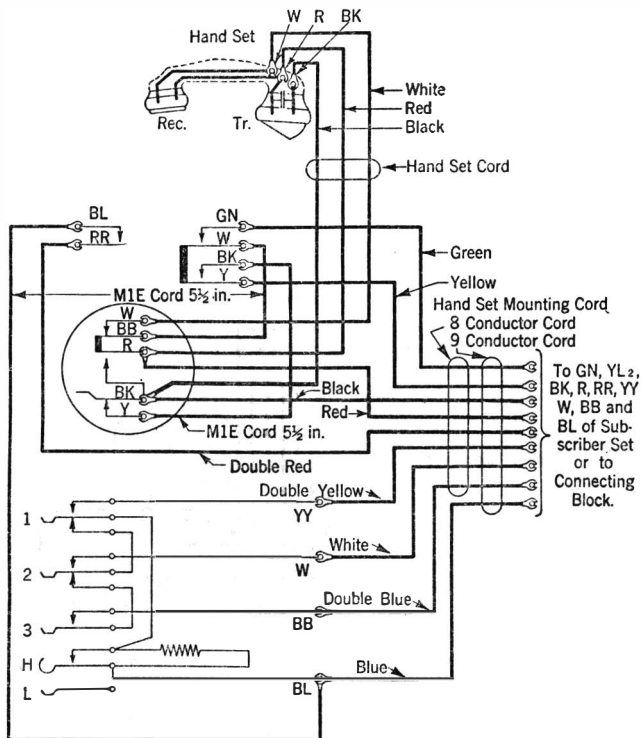 W R BK
Hand Set
White
Red
Black
Rec. Tr.
Hand Set Cord
BL
RR
GN
W
BK
Y
Green
Yellow
M1E Cord 5½ in.
Hand Set Mounting Cord
8 Conductor Cord
9 Conductor Cord
W
BB
R
BK
Y
Black
Red
M1E Cord 5½ in.
Double Red
To GN, YL2,
BK, R, RR, YY
W, BB and
BL of Sub-
scriber Set
or to
Connecting
Block.
Double Yellow
YY
1
White
W
2
Double Blue
BB
3
H
Blue
BL
L